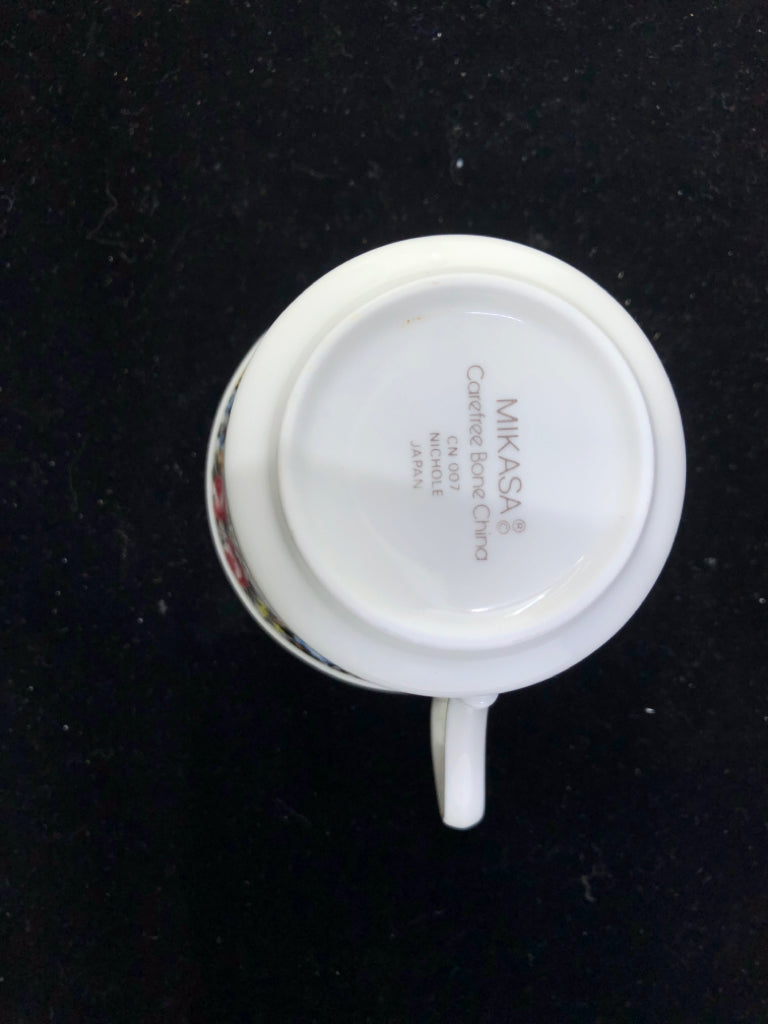 MIKASA®©
Carefree Bone China
CN 007
NICHOLE
JAPAN